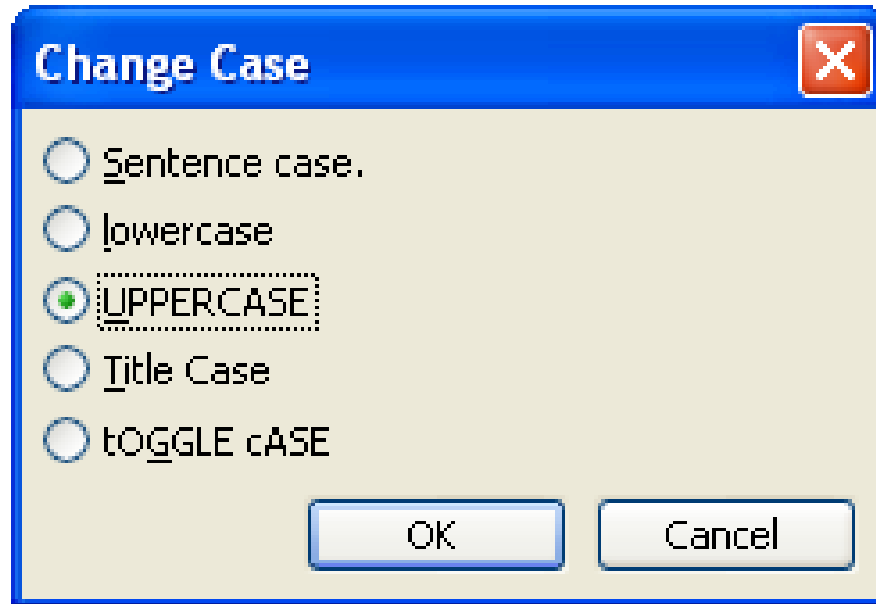 Change Case
Sentence case.
lowercase
UPPERCASE
Title Case
tOGGLE cASE
OK Cancel